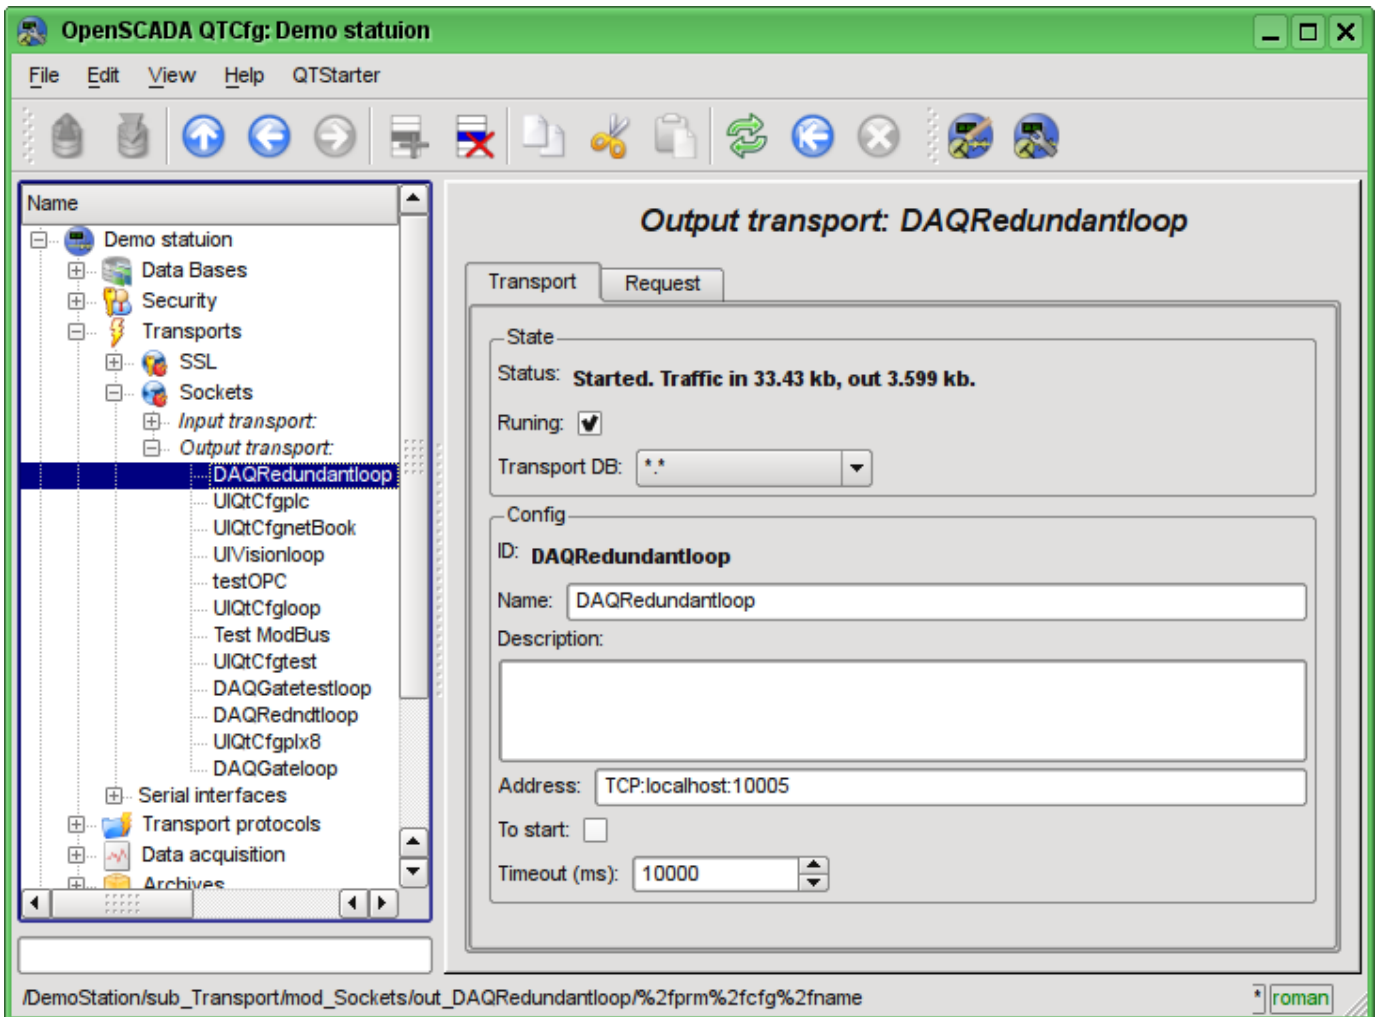 OpenSCADA QTCfg: Demo statuion
File Edit View Help QTStarter
Name
Demo statuion
Data Bases
Security
Transports
SSL
Sockets
Input transport:
Output transport:
DAQRedundantloop
UIQtCfgplc
UIQtCfgnetBook
UIVisionloop
testOPC
UIQtCfgloop
Test ModBus
UIQtCfgtest
DAQGatetestloop
DAQRedndtloop
UIQtCfgplx8
DAQGateloop
Serial interfaces
Transport protocols
Data acquisition
Archives
Output transport: DAQRedundantloop
Transport Request
State
Status: Started. Traffic in 33.43 kb, out 3.599 kb.
Runing:
Transport DB: *.*
Config
ID: DAQRedundantloop
Name: DAQRedundantloop
Description:
Address: TCP:localhost:10005
To start:
Timeout (ms): 10000
/DemoStation/sub_Transport/mod_Sockets/out_DAQRedundantloop/%2fprm%2fcfg%2fname
* roman